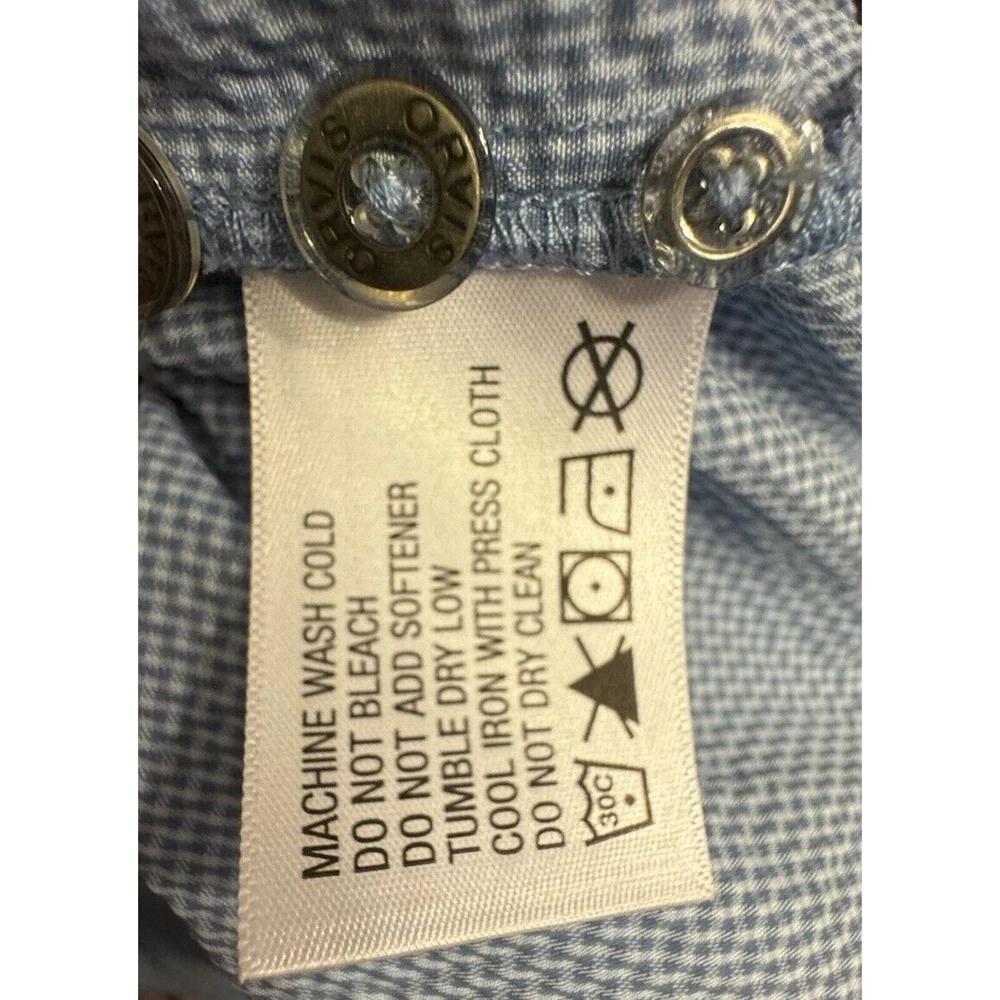 ORVIS ORVIS
MACHINE WASH COLD
DO NOT BLEACH
DO NOT ADD SOFTENER
TUMBLE DRY LOW
COOL IRON WITH PRESS CLOTH
DO NOT DRY CLEAN
30C